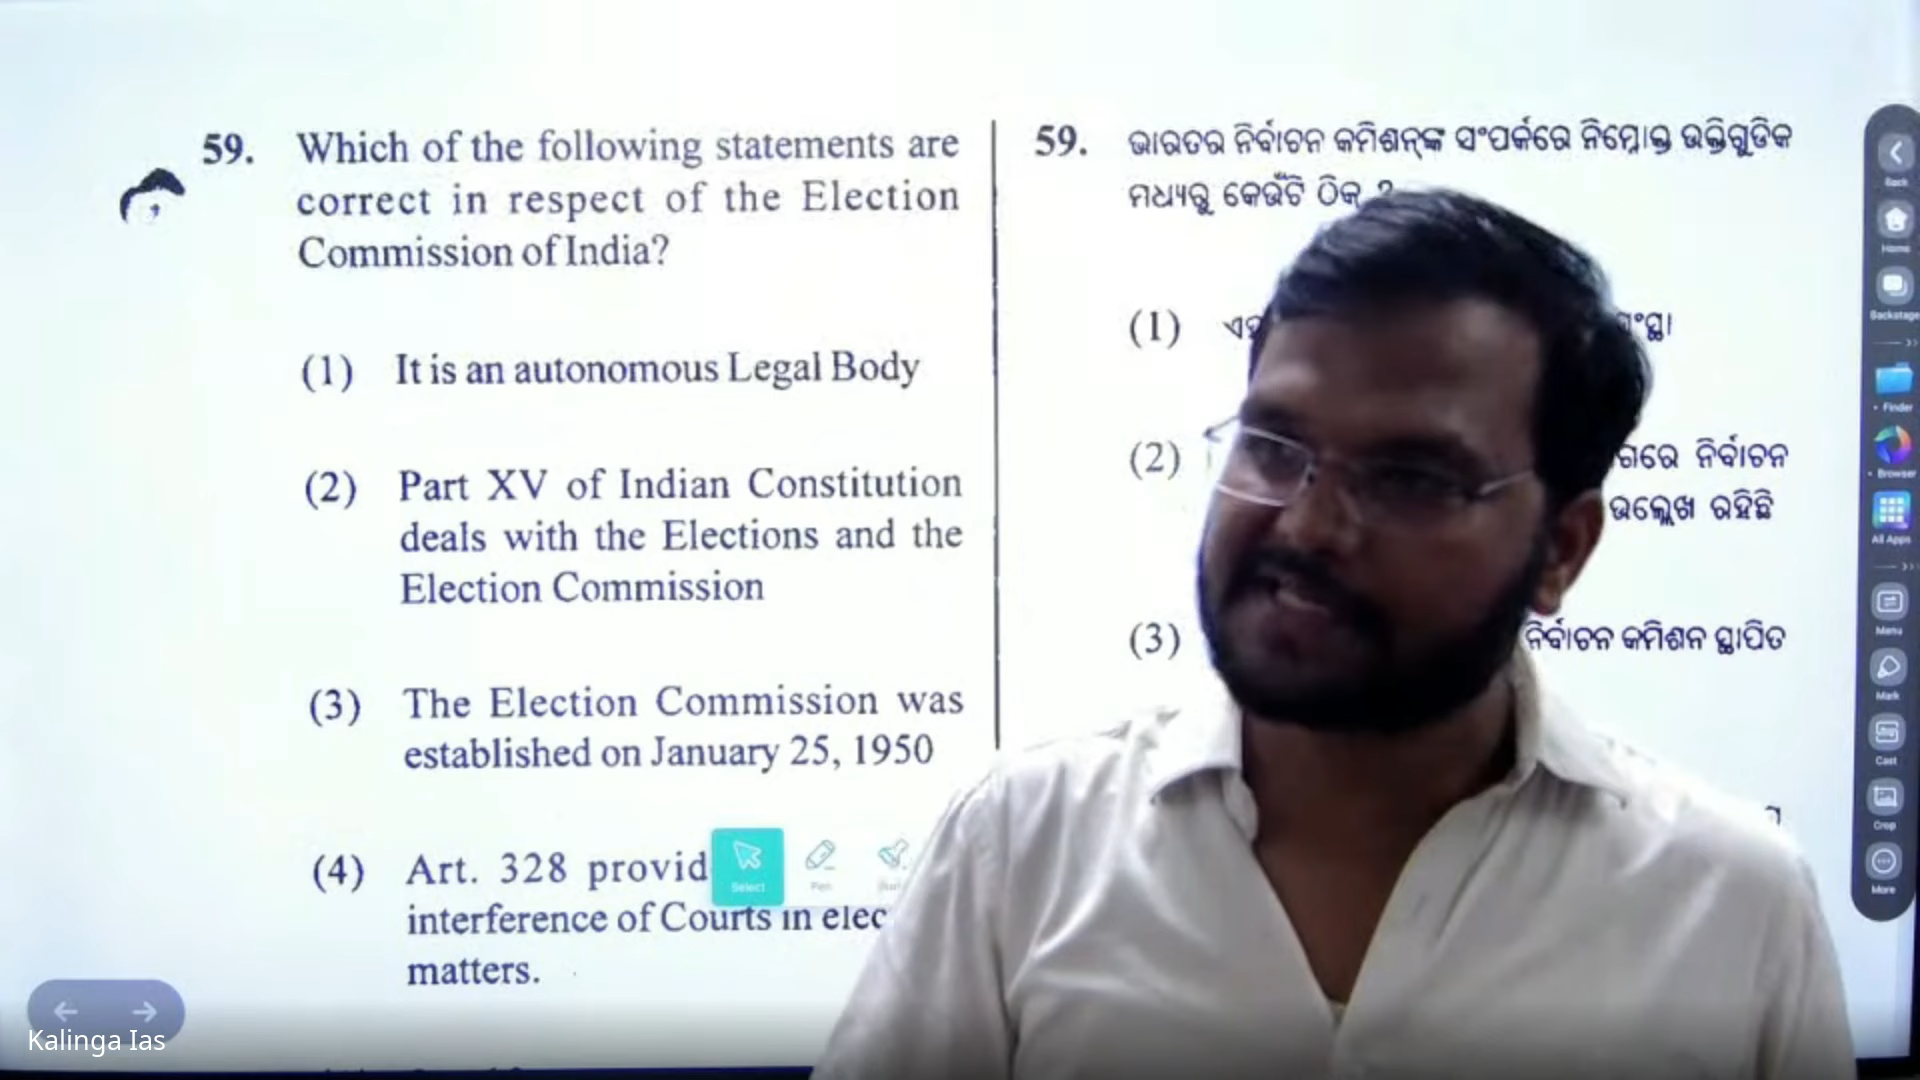 59. Which of the following statements are
correct in respect of the Election
Commission of India?
(1) It is an autonomous Legal Body
(2) Part XV of Indian Constitution
deals with the Elections and the
Election Commission
(3) The Election Commission was
established on January 25, 1950
(4) Art. 328 provid
interference of Courts in elec
matters.
59. ଭାରତର ନିର୍ବାଚନ କମିଶନ୍‌ଙ୍କ ସଂପର୍କରେ ନିମ୍ନୋକ୍ତ ଉକ୍ତିଗୁଡିକ
ମଧ୍ୟରୁ କେଉଁଟି ଠିକ୍ ?
(1)
(2) ନିର୍ବାଚନ
ଉଲ୍ଲେଖ ରହିଛି
(3) ନିର୍ବାଚନ କମିଶନ ସ୍ଥାପିତ
Select
Pen
Back
Home
Backstage
Finder
Browser
All Apps
Menu
Mark
Cast
Crop
More
Kalinga Ias